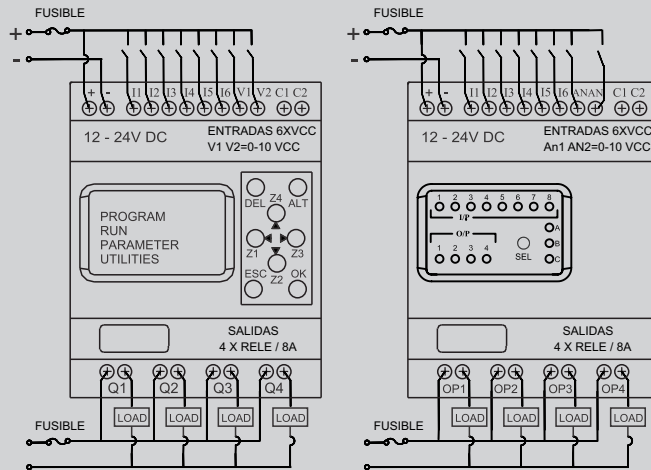 FUSIBLE
+
-
+ - I1 I2 I3 I4 I5 I6 V1 V2 C1 C2
12 - 24V DC
ENTRADAS 6XVCC
V1 V2=0-10 VCC
PROGRAM
RUN
PARAMETER
UTILITIES
DEL Z4 ALT
Z1 Z3
ESC Z2 OK
SALIDAS
4 X RELE / 8A
Q1 Q2 Q3 Q4
LOAD LOAD LOAD LOAD
FUSIBLE
FUSIBLE
+
-
+ - I1 I2 I3 I4 I5 I6 ANAN C1 C2
12 - 24V DC
ENTRADAS 6XVCC
An1 AN2=0-10 VCC
1 2 3 4 5 6 7 8
I/P
A
O/P
B
1 2 3 4
SEL
C
SALIDAS
4 X RELE / 8A
OP1 OP2 OP3 OP4
LOAD LOAD LOAD LOAD
FUSIBLE